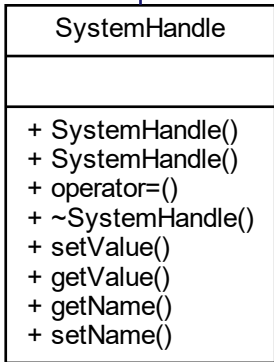 SystemHandle
+ SystemHandle()
+ SystemHandle()
+ operator=()
+ ~SystemHandle()
+ setValue()
+ getValue()
+ getName()
+ setName()